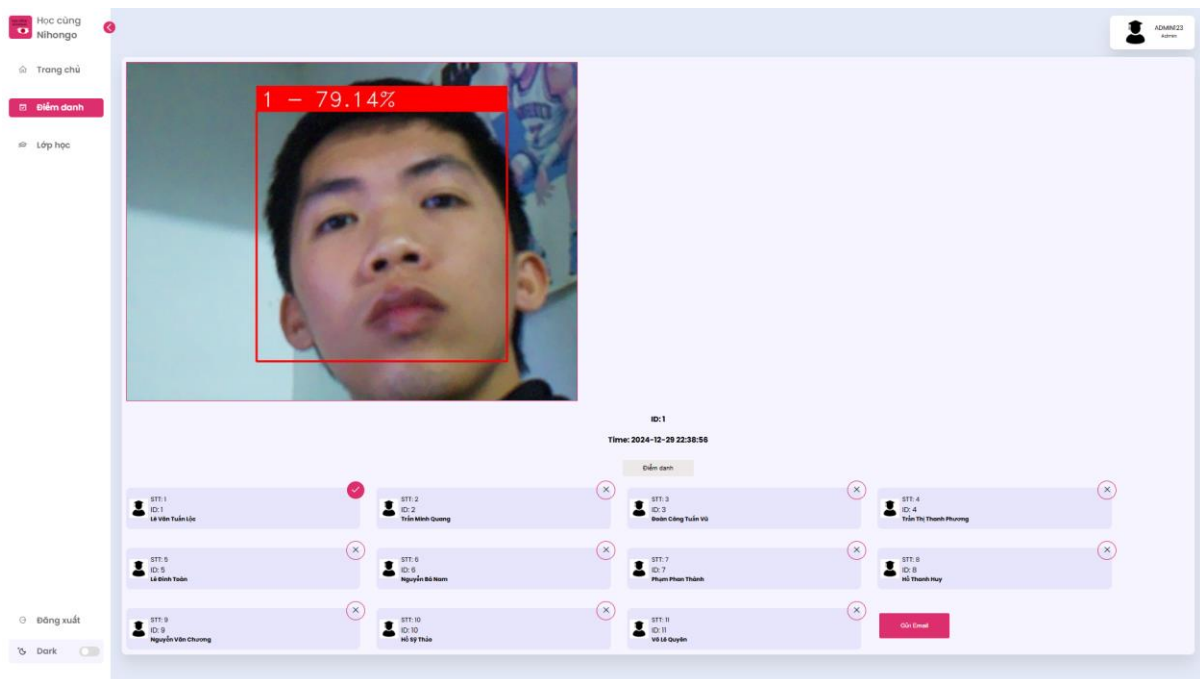 Học cùng
Nihongo
ADMIN123
Admin
Trang chủ
Điểm danh
Lớp học
1 - 79.14%
ID: 1
Time: 2024-12-29 22:38:56
Điểm danh
STT: 1
ID: 1
Lê Văn Tuấn Lộc
STT: 2
ID: 2
Trần Minh Quang
STT: 3
ID: 3
Đoàn Công Tuấn Vũ
STT: 4
ID: 4
Trần Thị Thanh Phương
STT: 5
ID: 5
Lê Đình Toàn
STT: 6
ID: 6
Nguyễn Bá Nam
STT: 7
ID: 7
Phạm Phan Thành
STT: 8
ID: 8
Hồ Thanh Huy
STT: 9
ID: 9
Nguyễn Văn Chương
STT: 10
ID: 10
Hồ Sỹ Thảo
STT: 11
ID: 11
Võ Lê Quyên
Gửi Email
Đăng xuất
Dark